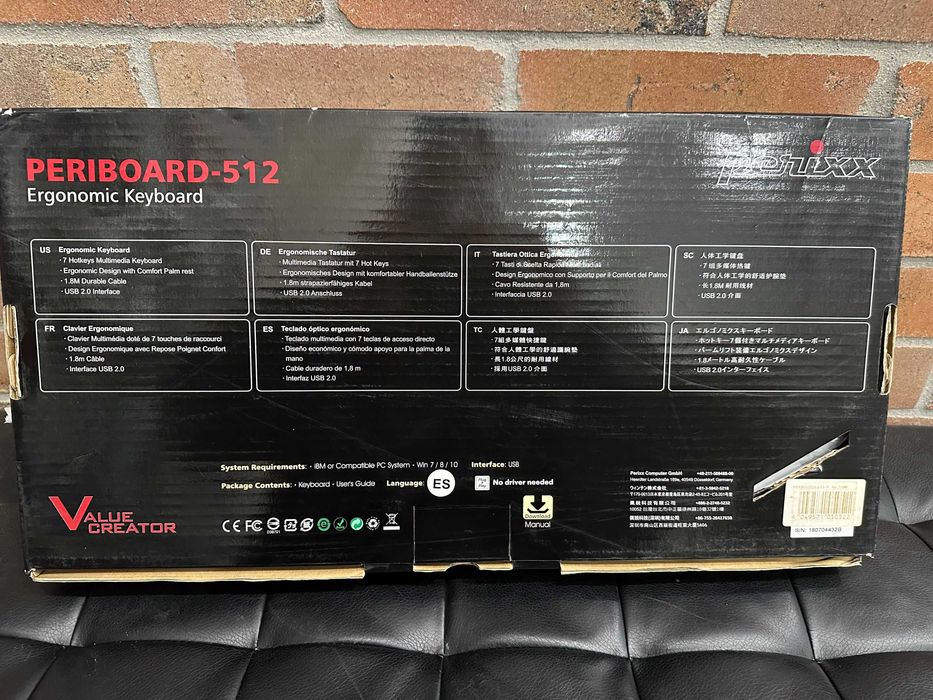 PERIBOARD-512
Ergonomic Keyboard
perixx
US Ergonomic Keyboard
· 7 Hotkeys Multimedia Keyboard
· Ergonomic Design with Comfort Palm rest
· 1.8M Durable Cable
· USB 2.0 Interface
DE Ergonomische Tastatur
· Multimedia Tastatur mit 7 Hot Keys
· Ergonomisches Design mit komfortabler Handballenstütze
· 1.8m strapazierfähiges Kabel
· USB 2.0 Anschluss
IT Tastiera Ottica Ergonomica
· 7 Tasti di Scelta Rapida Multimediali
· Design Ergonomico con Supporto per il Comfort del Palmo
· Cavo Resistente da 1,8m
· Interfaccia USB 2.0
SC 人体工学键盘
· 7 组多媒体热键
· 符合人体工学的舒适护腕垫
· 长1.8M 耐用线材
· USB 2.0 介面
FR Clavier Ergonomique
· Clavier Multimédia doté de 7 touches de raccourci
· Design Ergonomique avec Repose Poignet Confort
· 1.8m Câble
· Interface USB 2.0
ES Teclado óptico ergonómico
· Teclado multimedia con 7 teclas de acceso directo
· Diseño económico y cómodo apoyo para la palma de la
mano
· Cable duradero de 1,8 m
· Interfaz USB 2.0
TC 人體工學鍵盤
· 7組多媒體快捷鍵
· 符合人體工學的舒適護腕墊
· 長1.8公尺的耐用線材
· 採用USB 2.0 介面
JA エルゴノミクスキーボード
· ホットキー7個付きマルチメディアキーボード
· パームリフト装備エルゴノミクスデザイン
· 1.8メートル高耐久性ケーブル
· USB 2.0インターフェイス
System Requirements: · IBM or Compatible PC System · Win 7 / 8 / 10 Interface: USB
Package Contents: · Keyboard · User's Guide Language: ES No driver needed
VALUE
CREATOR
CE FC
Download
Manual
Perixx Computer GmbH
Heerdter Landstraße 189H, 40549 Düsseldorf, Germany
S/N: 180704432B